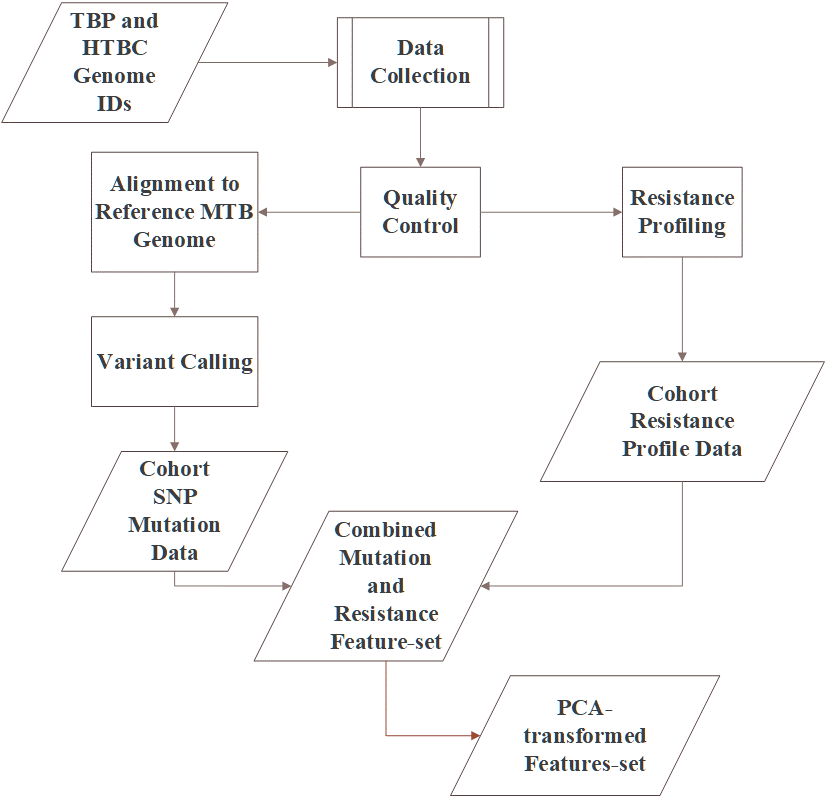 TBP and
HTBC
Genome
IDs
Data
Collection
Alignment to
Reference MTB
Genome
Quality
Control
Resistance
Profiling
Variant Calling
Cohort
Resistance
Profile Data
Cohort
SNP
Mutation
Data
Combined
Mutation
and
Resistance
Feature-set
PCA-
transformed
Features-set